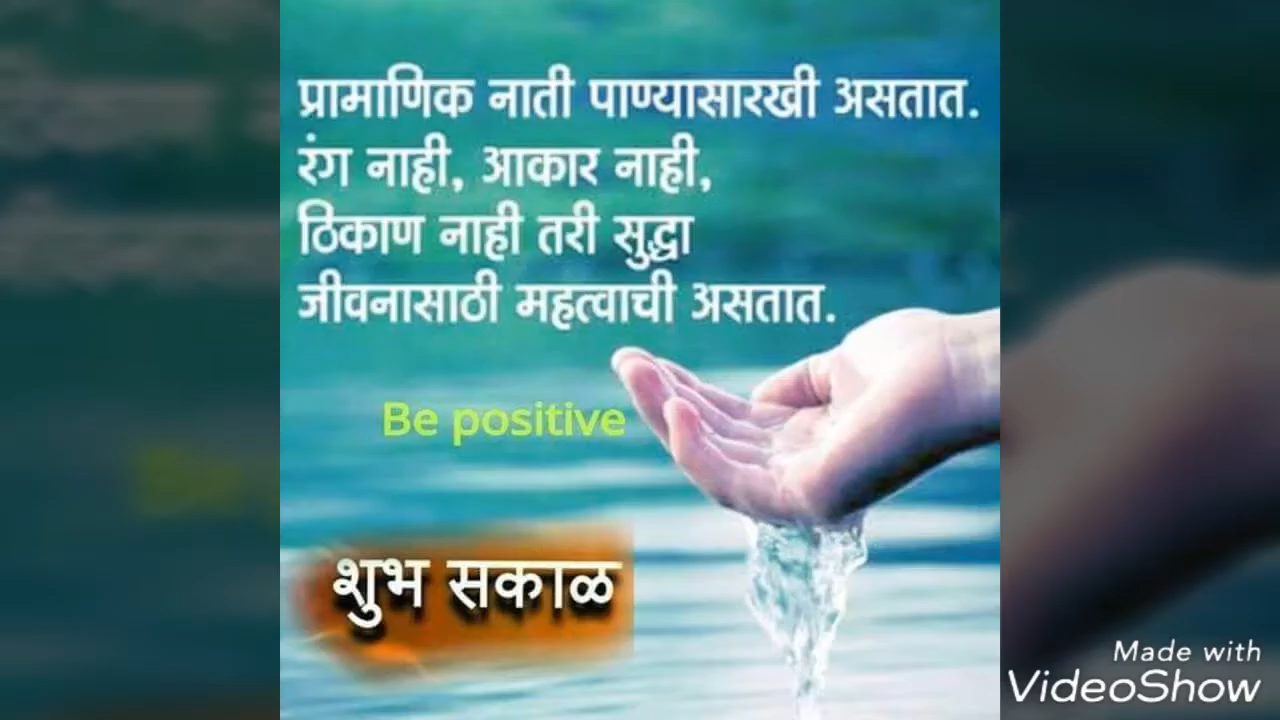 प्रामाणिक नाती पाण्यासारखी असतात.
रंग नाही, आकार नाही,
ठिकाण नाही तरी सुद्धा
जीवनासाठी महत्वाची असतात.
Be positive
शुभ सकाळ
Made with
VideoShow